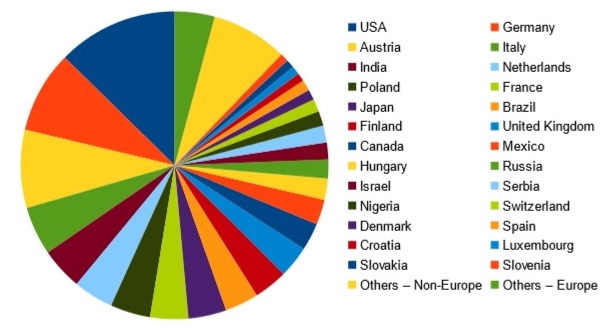 USA Germany
Austria Italy
India Netherlands
Poland France
Japan Brazil
Finland United Kingdom
Canada Mexico
Hungary Russia
Israel Serbia
Nigeria Switzerland
Denmark Spain
Croatia Luxembourg
Slovakia Slovenia
Others – Non-Europe Others – Europe